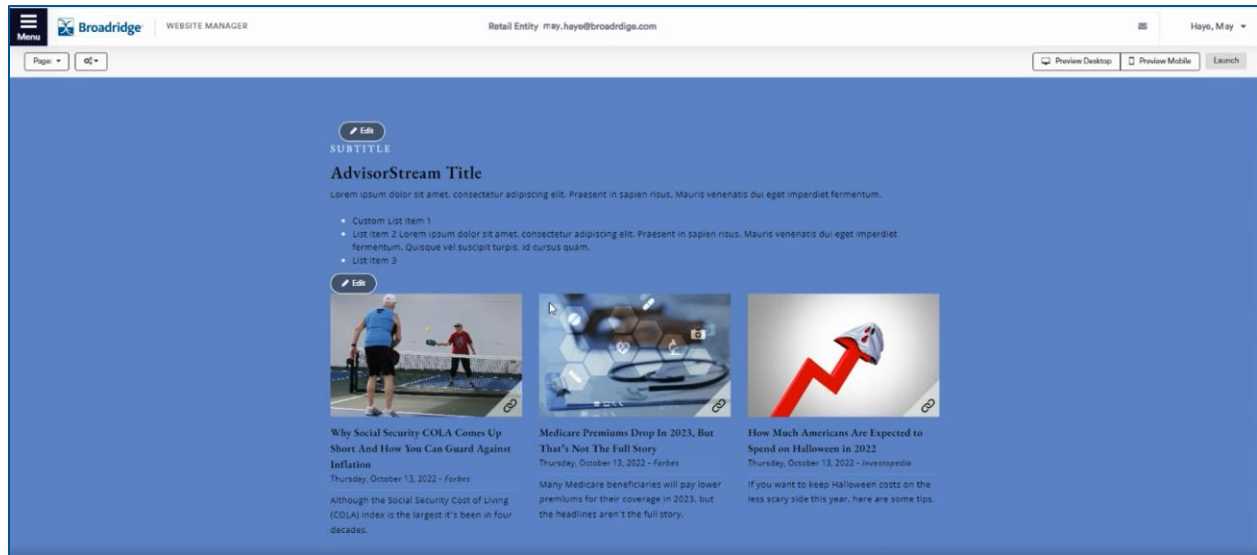 Menu
Broadridge
WEBSITE MANAGER
Retail Entity may.haye@broadrdige.com
Haye, May
Page:
Preview Desktop
Preview Mobile
Launch
Edit
SUBTITLE
AdvisorStream Title
Lorem ipsum dolor sit amet, consectetur adipiscing elit. Praesent in sapien risus. Mauris venenatis dui eget imperdiet fermentum.
• Custom List Item 1
• List Item 2 Lorem ipsum dolor sit amet, consectetur adipiscing elit. Praesent in sapien risus. Mauris venenatis dui eget imperdiet
fermentum. Quisque vel suscipit turpis, id cursus quam.
• List Item 3
Edit
Why Social Security COLA Comes Up
Short And How You Can Guard Against
Inflation
Thursday, October 13, 2022 - Forbes
Although the Social Security Cost of Living
(COLA) index is the largest it's been in four
decades.
Medicare Premiums Drop In 2023, But
That's Not The Full Story
Thursday, October 13, 2022 - Forbes
Many Medicare beneficiaries will pay lower
premiums for their coverage in 2023, but
the headlines aren't the full story.
How Much Americans Are Expected to
Spend on Halloween in 2022
Thursday, October 13, 2022 - Investopedia
If you want to keep Halloween costs on the
less scary side this year, here are some tips.